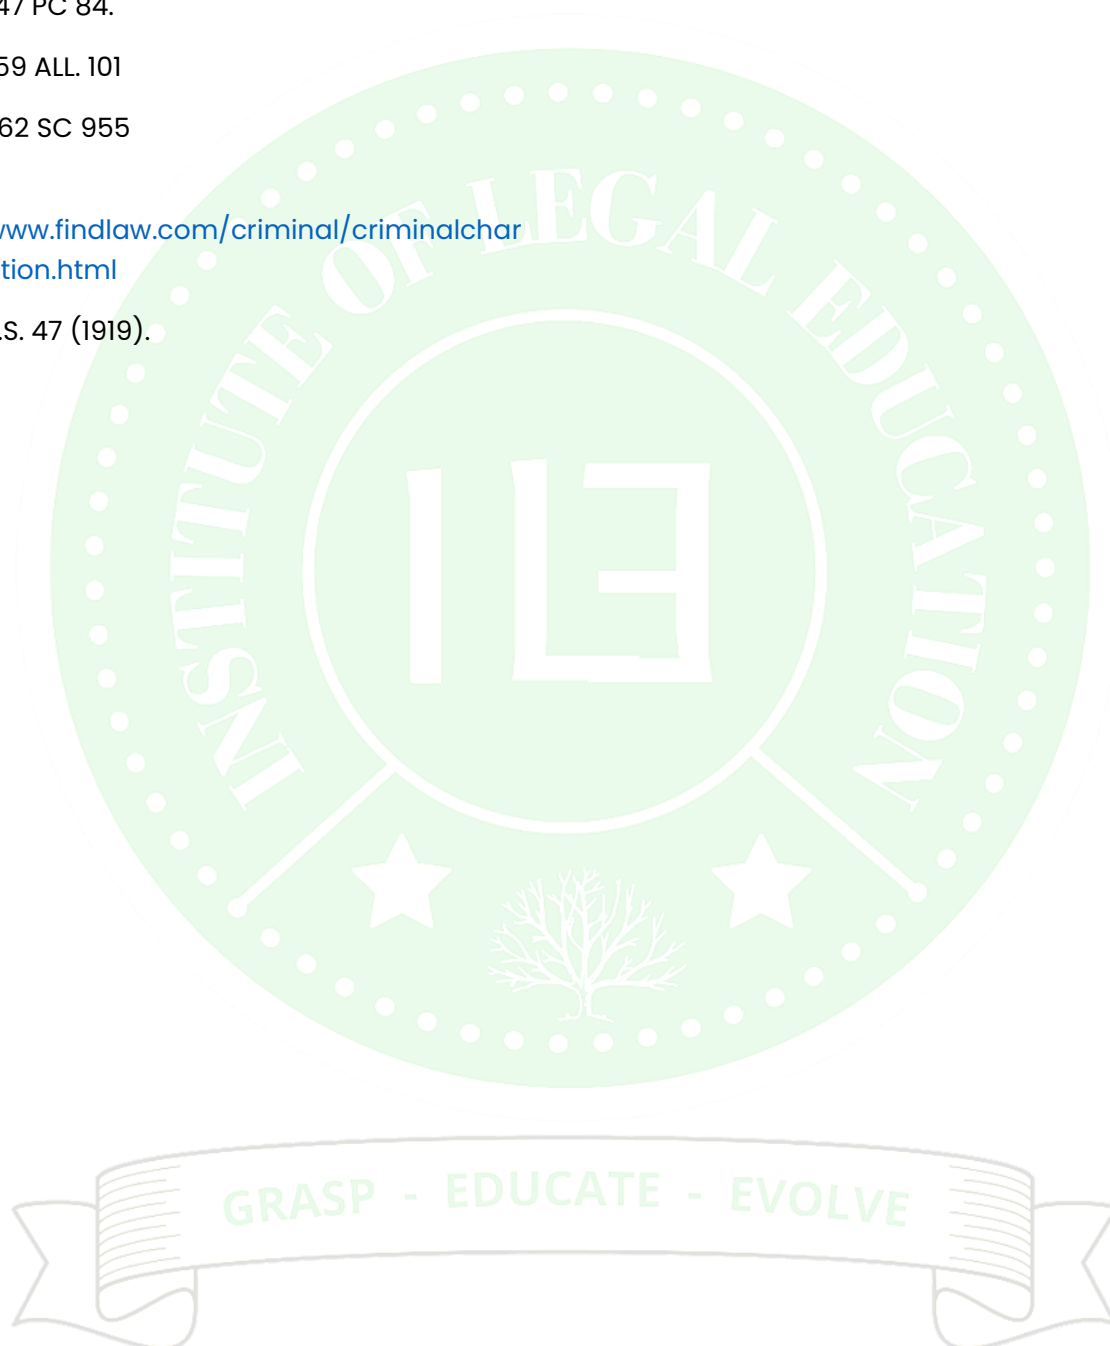 47 PC 84.
59 ALL. 101
62 SC 955
www.findlaw.com/criminal/criminalchar
tion.html
.S. 47 (1919).
INSTITUTE OF LEGAL EDUCATION
ILE
GRASP - EDUCATE - EVOLVE